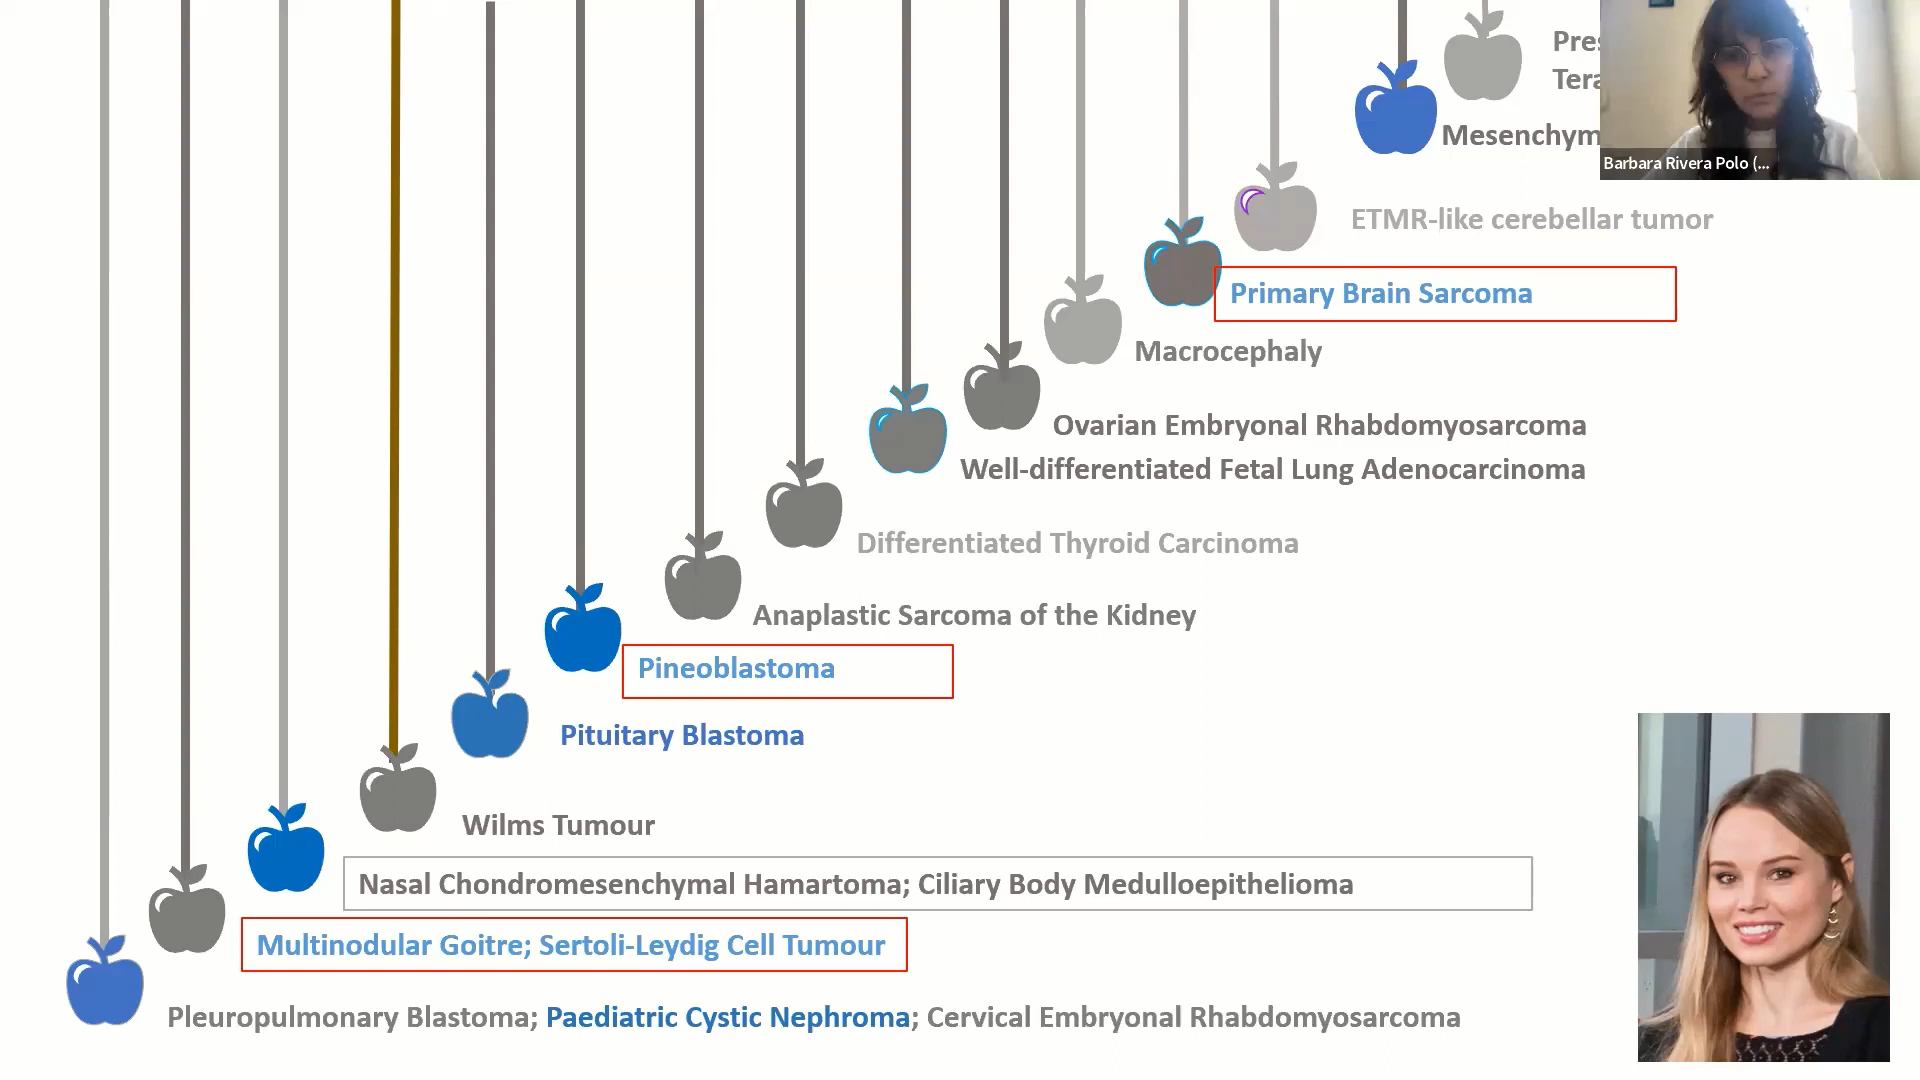 Pres
Tera
Mesenchym
Barbara Rivera Polo (...
ETMR-like cerebellar tumor
Primary Brain Sarcoma
Macrocephaly
Ovarian Embryonal Rhabdomyosarcoma
Well-differentiated Fetal Lung Adenocarcinoma
Differentiated Thyroid Carcinoma
Anaplastic Sarcoma of the Kidney
Pineoblastoma
Pituitary Blastoma
Wilms Tumour
Nasal Chondromesenchymal Hamartoma; Ciliary Body Medulloepithelioma
Multinodular Goitre; Sertoli-Leydig Cell Tumour
Pleuropulmonary Blastoma; Paediatric Cystic Nephroma; Cervical Embryonal Rhabdomyosarcoma